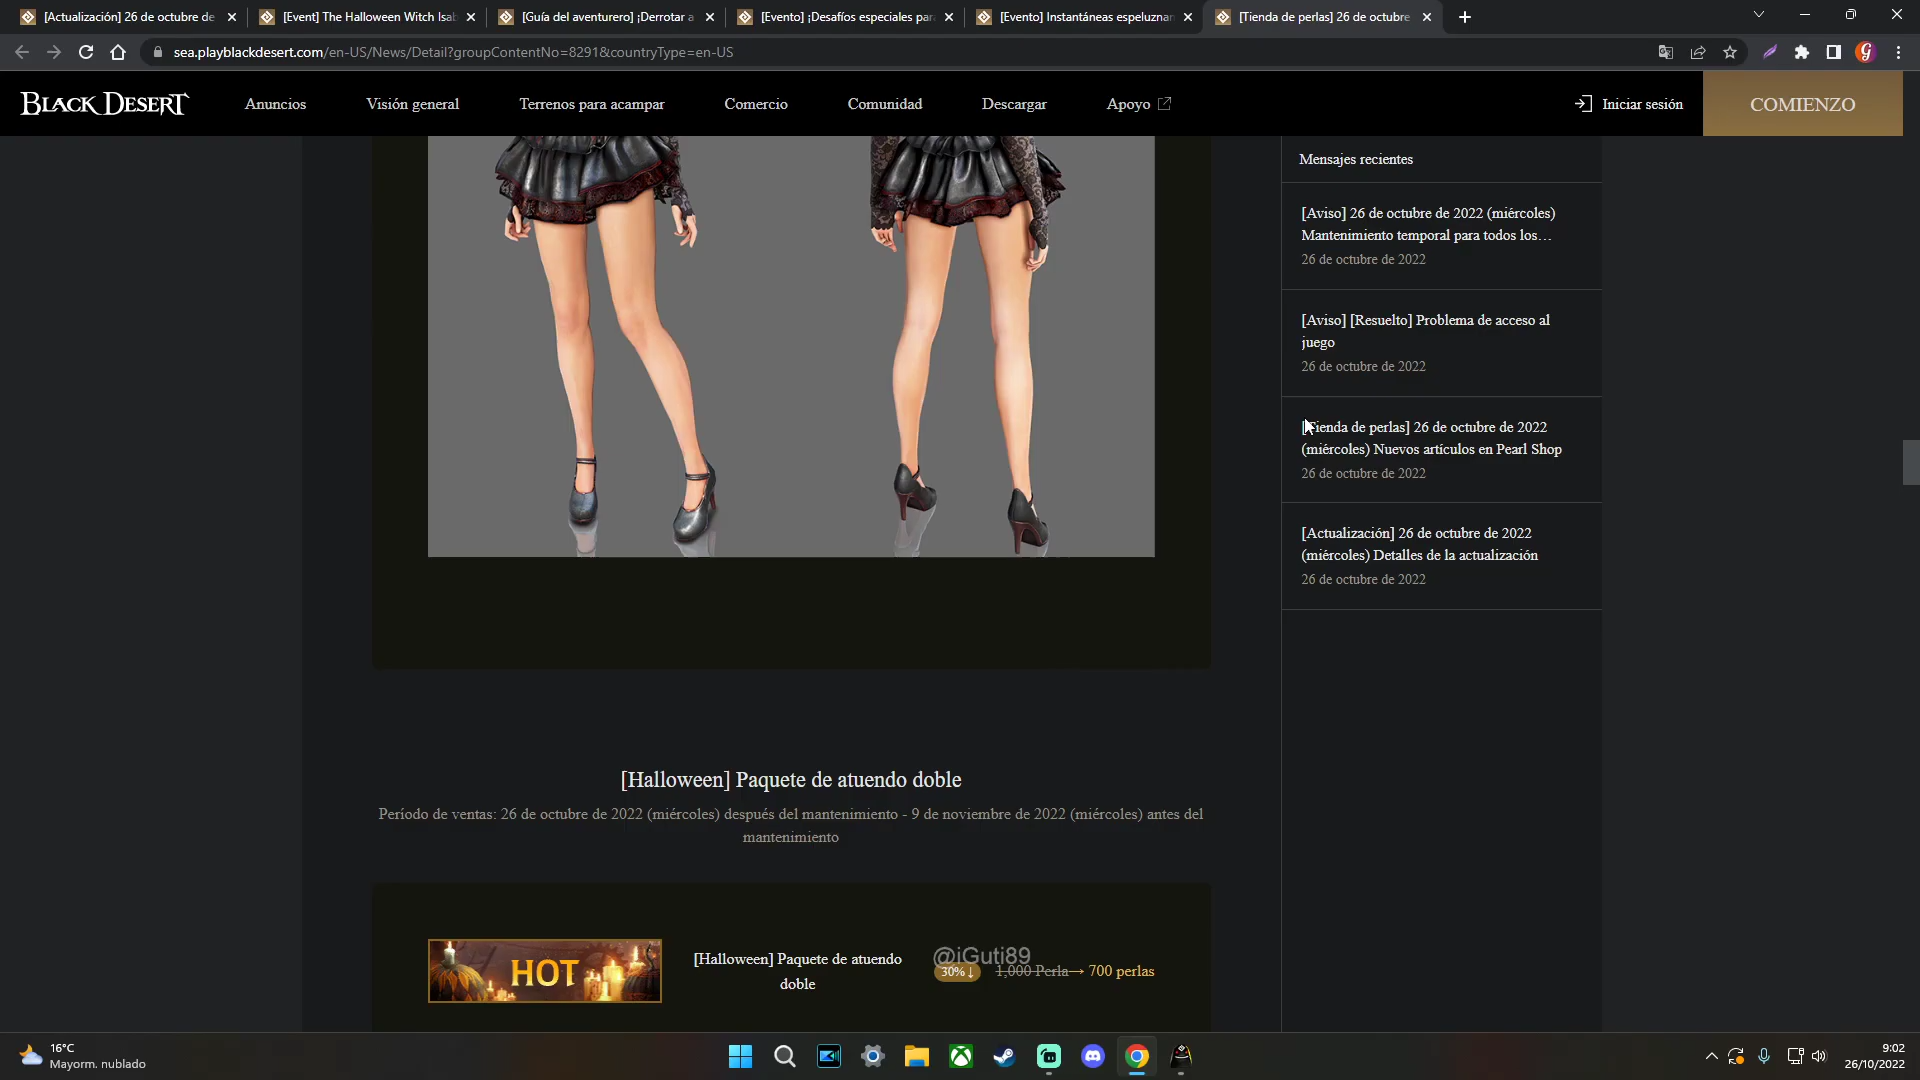 [Actualización] 26 de octubre de
[Event] The Halloween Witch Isab
[Guía del aventurero] ¡Derrotar a
[Evento] ¡Desafíos especiales para
[Evento] Instantáneas espeluznan
[Tienda de perlas] 26 de octubre
sea.playblackdesert.com/en-US/News/Detail?groupContentNo=8291&countryType=en-US
BLACK DESERT
Anuncios
Visión general
Terrenos para acampar
Comercio
Comunidad
Descargar
Apoyo
Iniciar sesión
COMIENZO
Mensajes recientes
[Aviso] 26 de octubre de 2022 (miércoles)
Mantenimiento temporal para todos los...
26 de octubre de 2022
[Aviso] [Resuelto] Problema de acceso al
juego
26 de octubre de 2022
[Tienda de perlas] 26 de octubre de 2022
(miércoles) Nuevos artículos en Pearl Shop
26 de octubre de 2022
[Actualización] 26 de octubre de 2022
(miércoles) Detalles de la actualización
26 de octubre de 2022
[Halloween] Paquete de atuendo doble
Período de ventas: 26 de octubre de 2022 (miércoles) después del mantenimiento - 9 de noviembre de 2022 (miércoles) antes del
mantenimiento
HOT
[Halloween] Paquete de atuendo
doble
@iGuti89
30%↓ 1,000 Perla→ 700 perlas
16°C
Mayorm. nublado
9:02
26/10/2022